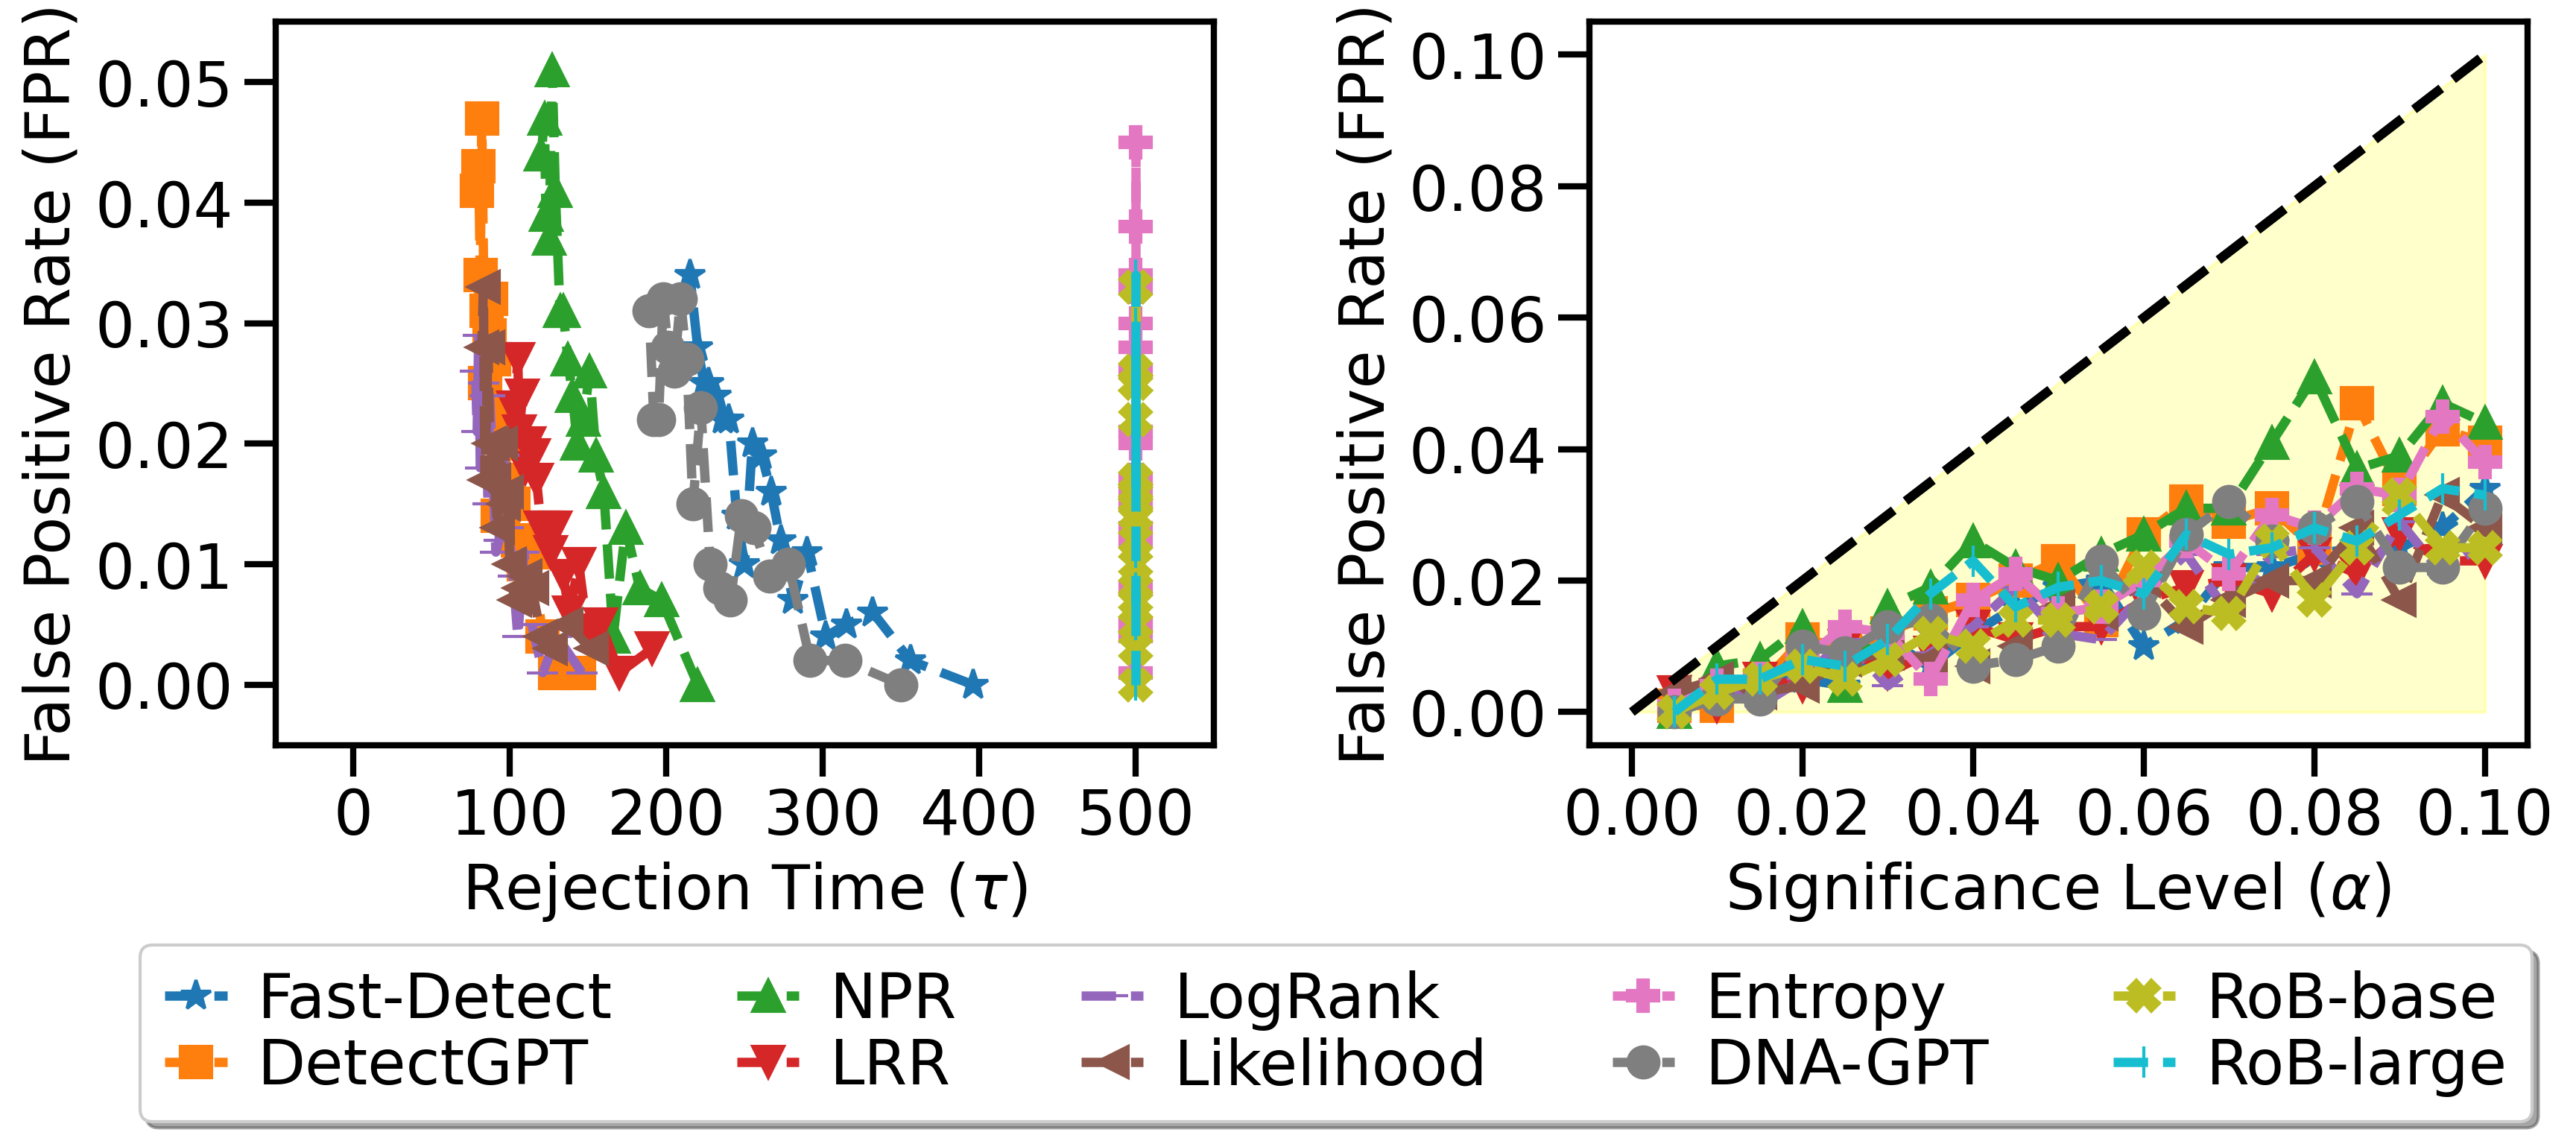 False Positive Rate (FPR)
0.05
0.04
0.03
0.02
0.01
0.00
0 100 200 300 400 500
Rejection Time (τ)
False Positive Rate (FPR)
0.10
0.08
0.06
0.04
0.02
0.00
0.00 0.02 0.04 0.06 0.08 0.10
Significance Level (α)
Fast-Detect NPR LogRank Entropy RoB-base
DetectGPT LRR Likelihood DNA-GPT RoB-large